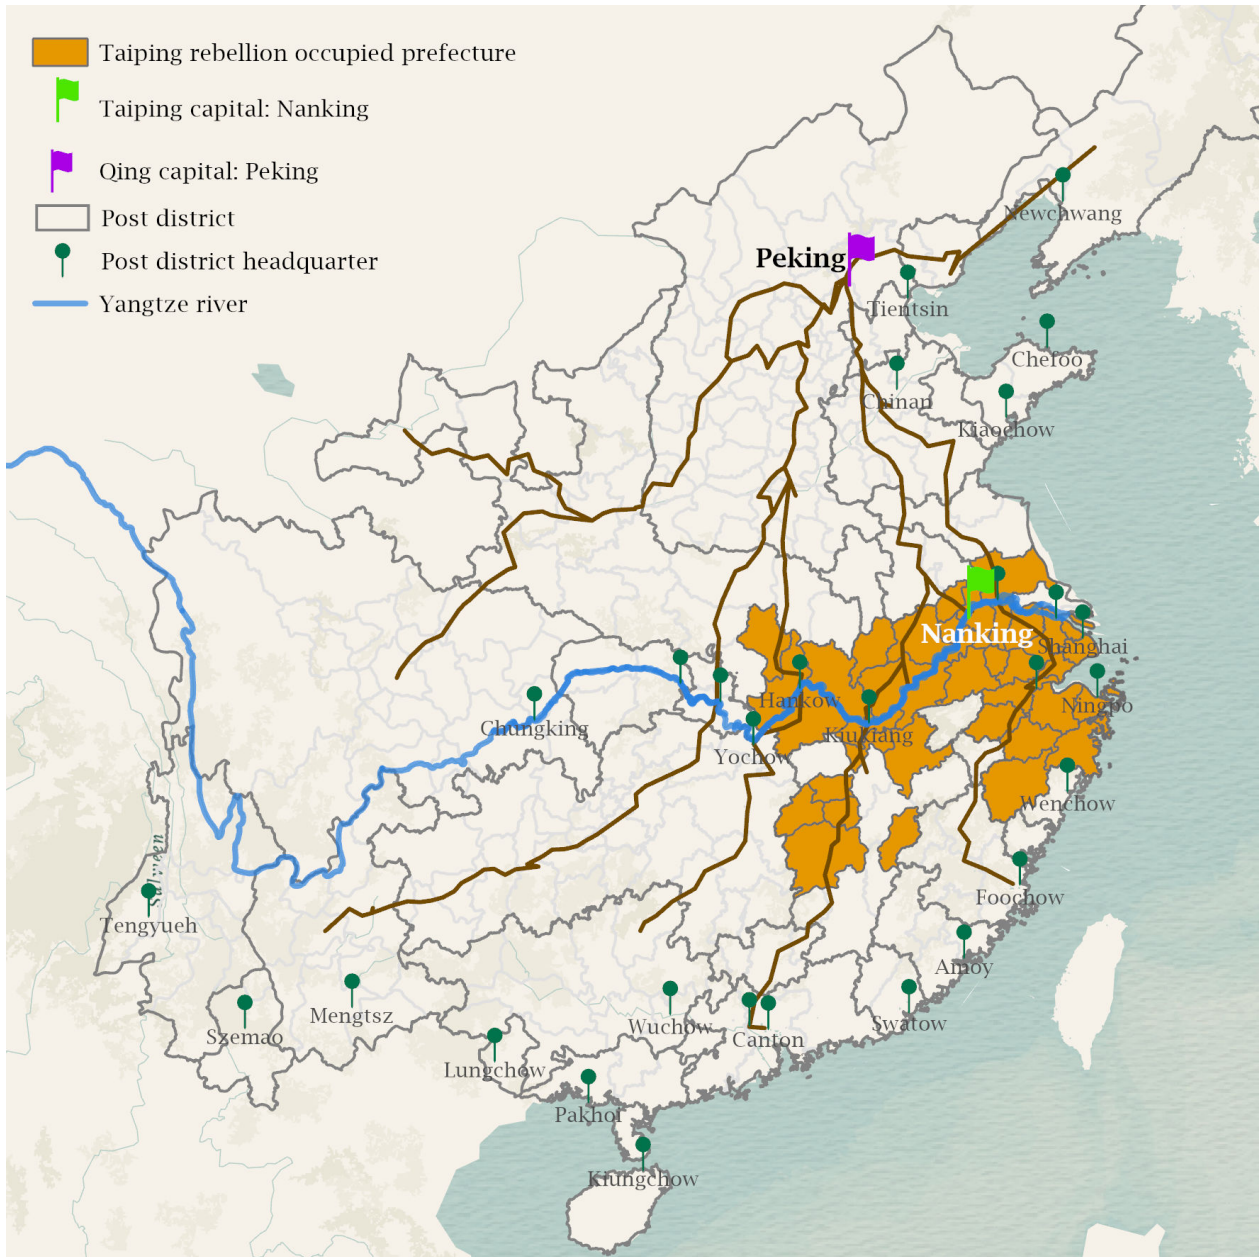 Taiping rebellion occupied prefecture
Taiping capital: Nanking
Qing capital: Peking
Post district
Post district headquarter
Yangtze river
Newchwang
Peking
Tientsin
Chefoo
Chinan
Kiaochow
Nanking
Shanghai
Hankow
Ningpo
Chungking
Kiukiang
Yochow
Wenchow
Salween
Foochow
Tengyueh
Amoy
Mengtsz
Wuchow
Swatow
Szemao
Canton
Lungchow
Pakhoi
Kiungchow